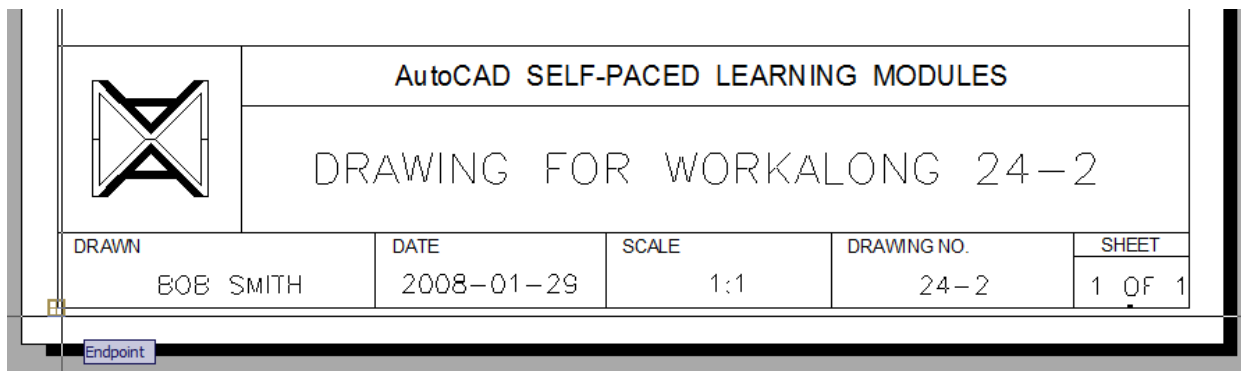 AutoCAD SELF-PACED LEARNING MODULES
DRAWING FOR WORKALONG 24-2
DRAWN DATE SCALE DRAWING NO. SHEET
BOB SMITH 2008-01-29 1:1 24-2 1 OF 1
Endpoint